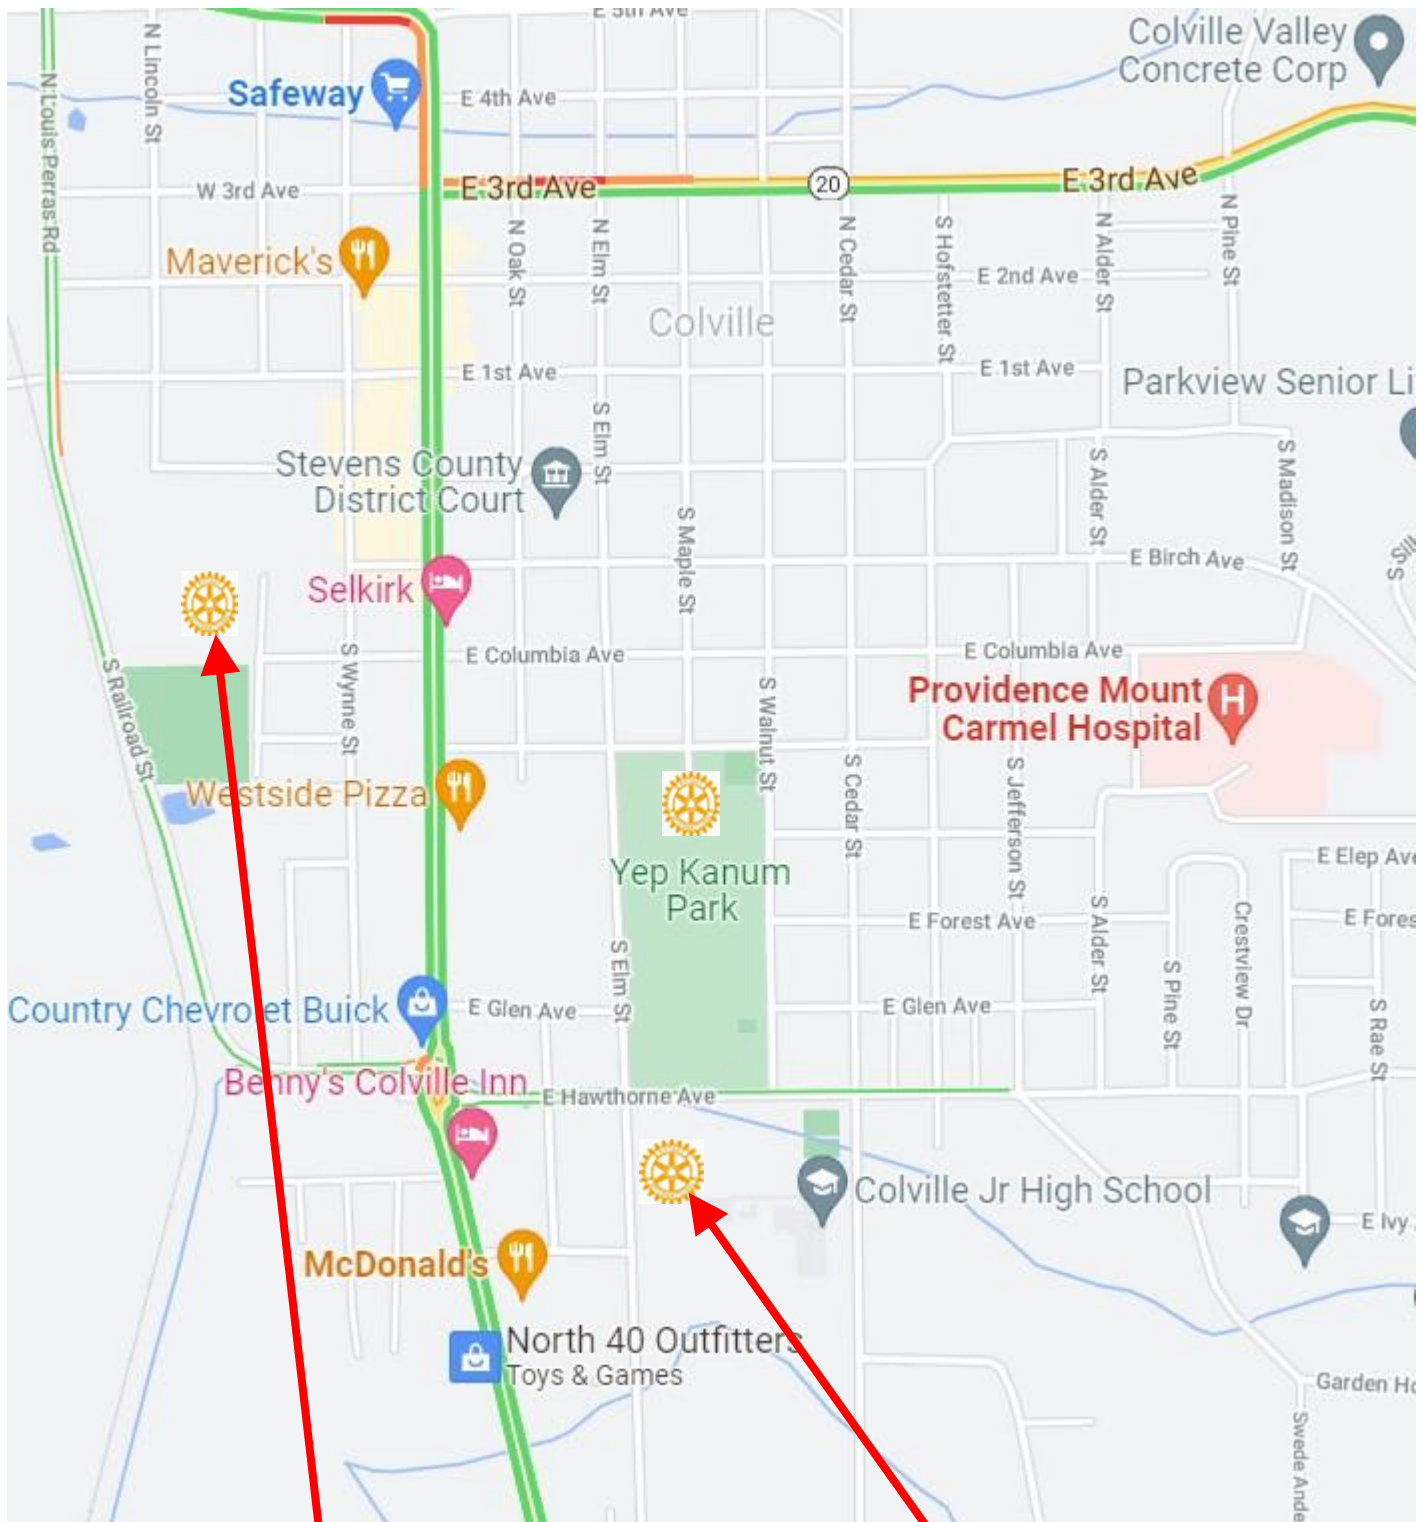 E 5th Ave
Colville Valley
Concrete Corp
N Lincoln St
N Louis Perras Rd
Safeway
E 4th Ave
W 3rd Ave
E 3rd Ave
20
E 3rd Ave
N Oak St
N Elm St
N Cedar St
S Hofstetter St
N Alder St
N Pine St
Maverick's
E 2nd Ave
Colville
E 1st Ave
E 1st Ave
Parkview Senior Li
S Elm St
Stevens County
District Court
S Maple St
S Alder St
S Madison St
E Birch Ave
Selkirk
S Railroad St
S Wynne St
E Columbia Ave
E Columbia Ave
S Walnut St
Providence Mount
Carmel Hospital
H
S Cedar St
S Jefferson St
Westside Pizza
Yep Kanum
Park
E Elep Ave
E Forest Ave
E Fores
S Alder St
Crestview Dr
S Elm St
S Pine St
S Rae St
Country Chevrolet Buick
E Glen Ave
E Glen Ave
Benny's Colville Inn
E Hawthorne Ave
Colville Jr High School
E Ivy
McDonald's
North 40 Outfitters
Toys & Games
Garden Ho
Swede Ande